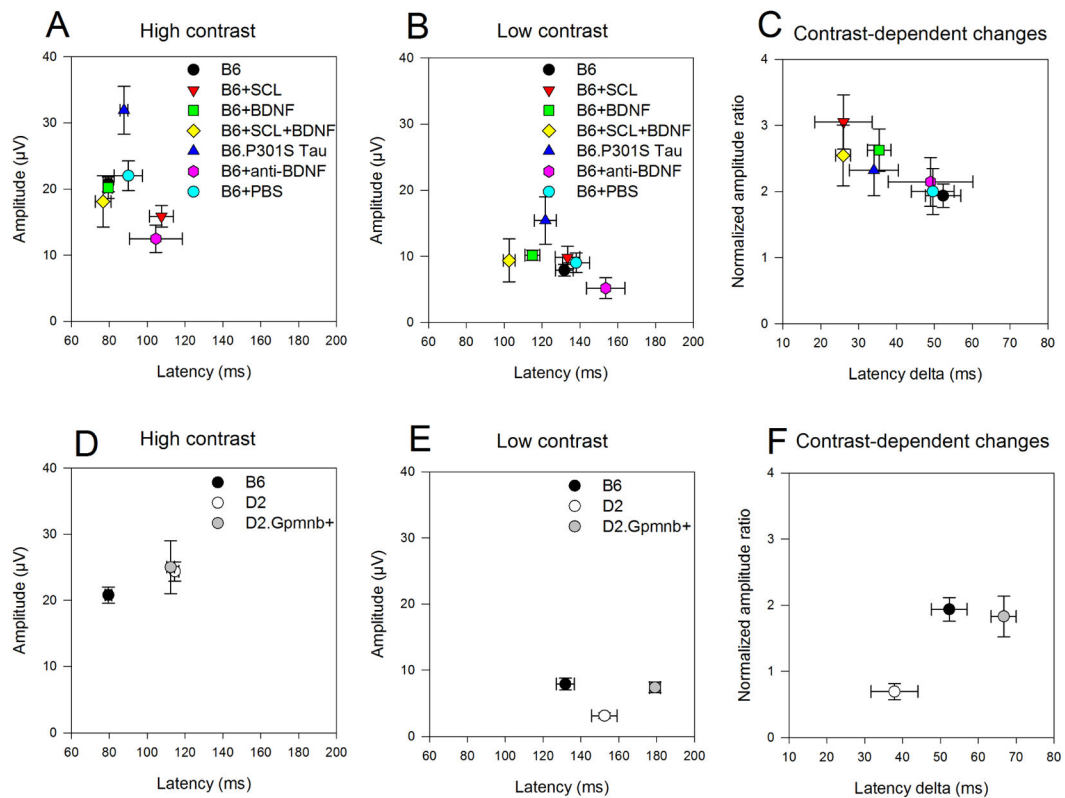 A
High contrast
Amplitude (µV)
40
30
20
10
0
60 80 100 120 140 160 180 200
Latency (ms)
B6
B6+SCL
B6+BDNF
B6+SCL+BDNF
B6.P301S Tau
B6+anti-BDNF
B6+PBS
B
Low contrast
Amplitude (µV)
40
30
20
10
0
60 80 100 120 140 160 180 200
Latency (ms)
B6
B6+SCL
B6+BDNF
B6+SCL+BDNF
B6.P301S Tau
B6+anti-BDNF
B6+PBS
C
Contrast-dependent changes
Normalized amplitude ratio
4
3
2
1
0
10 20 30 40 50 60 70 80
Latency delta (ms)
D
High contrast
Amplitude (µV)
40
30
20
10
0
60 80 100 120 140 160 180 200
Latency (ms)
B6
D2
D2.Gpmnb+
E
Low contrast
Amplitude (µV)
40
30
20
10
0
60 80 100 120 140 160 180 200
Latency (ms)
B6
D2
D2.Gpmnb+
F
Contrast-dependent changes
Normalized amplitude ratio
4
3
2
1
0
10 20 30 40 50 60 70 80
Latency delta (ms)